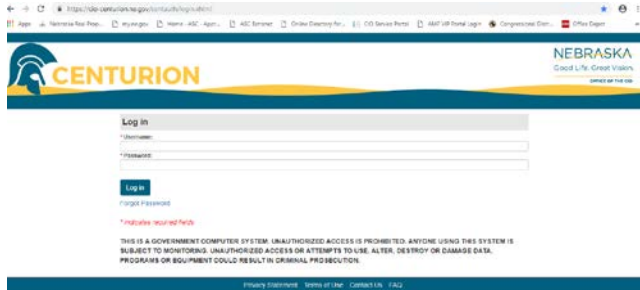 Apps
CENTURION
NEBRASKA
Good Life. Great Vision.
OFFICE OF THE CIO
Log in
* Username:
* Password:
Log in
Forgot Password
* Indicates required fields
THIS IS A GOVERNMENT COMPUTER SYSTEM. UNAUTHORIZED ACCESS IS PROHIBITED. ANYONE USING THIS SYSTEM IS
SUBJECT TO MONITORING. UNAUTHORIZED ACCESS OR ATTEMPTS TO USE, ALTER, DESTROY OR DAMAGE DATA,
PROGRAMS OR EQUIPMENT COULD RESULT IN CRIMINAL PROSECUTION.
Privacy Statement Terms of Use Contact Us FAQ